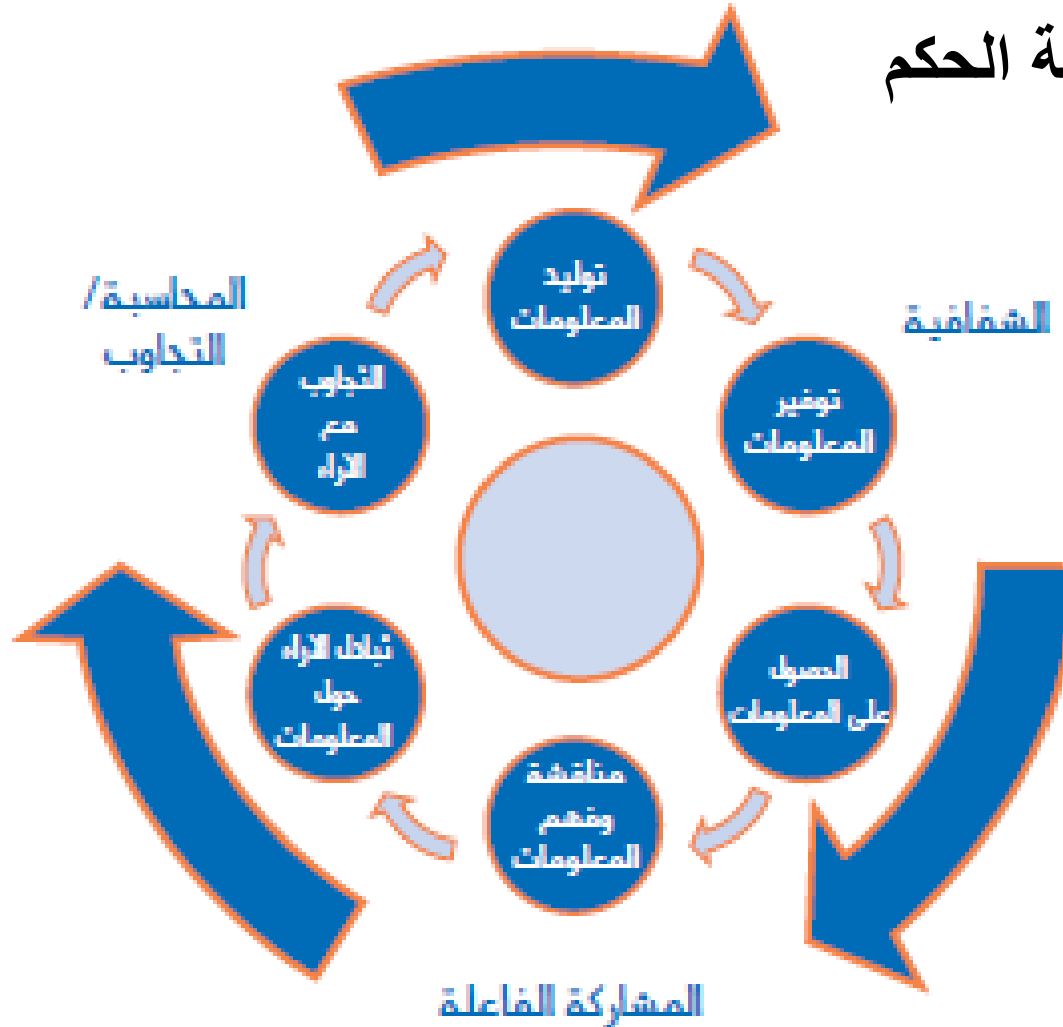 ة الحكم
الشفافية
المحاسبة/
التجاوب
توليد
المعلومات
توفير
المعلومات
الحصول
على المعلومات
مناقشة
وفهم
المعلومات
تبادل الآراء
حول
المعلومات
التجاوب
مع
الآراء
المشاركة الفاعلة